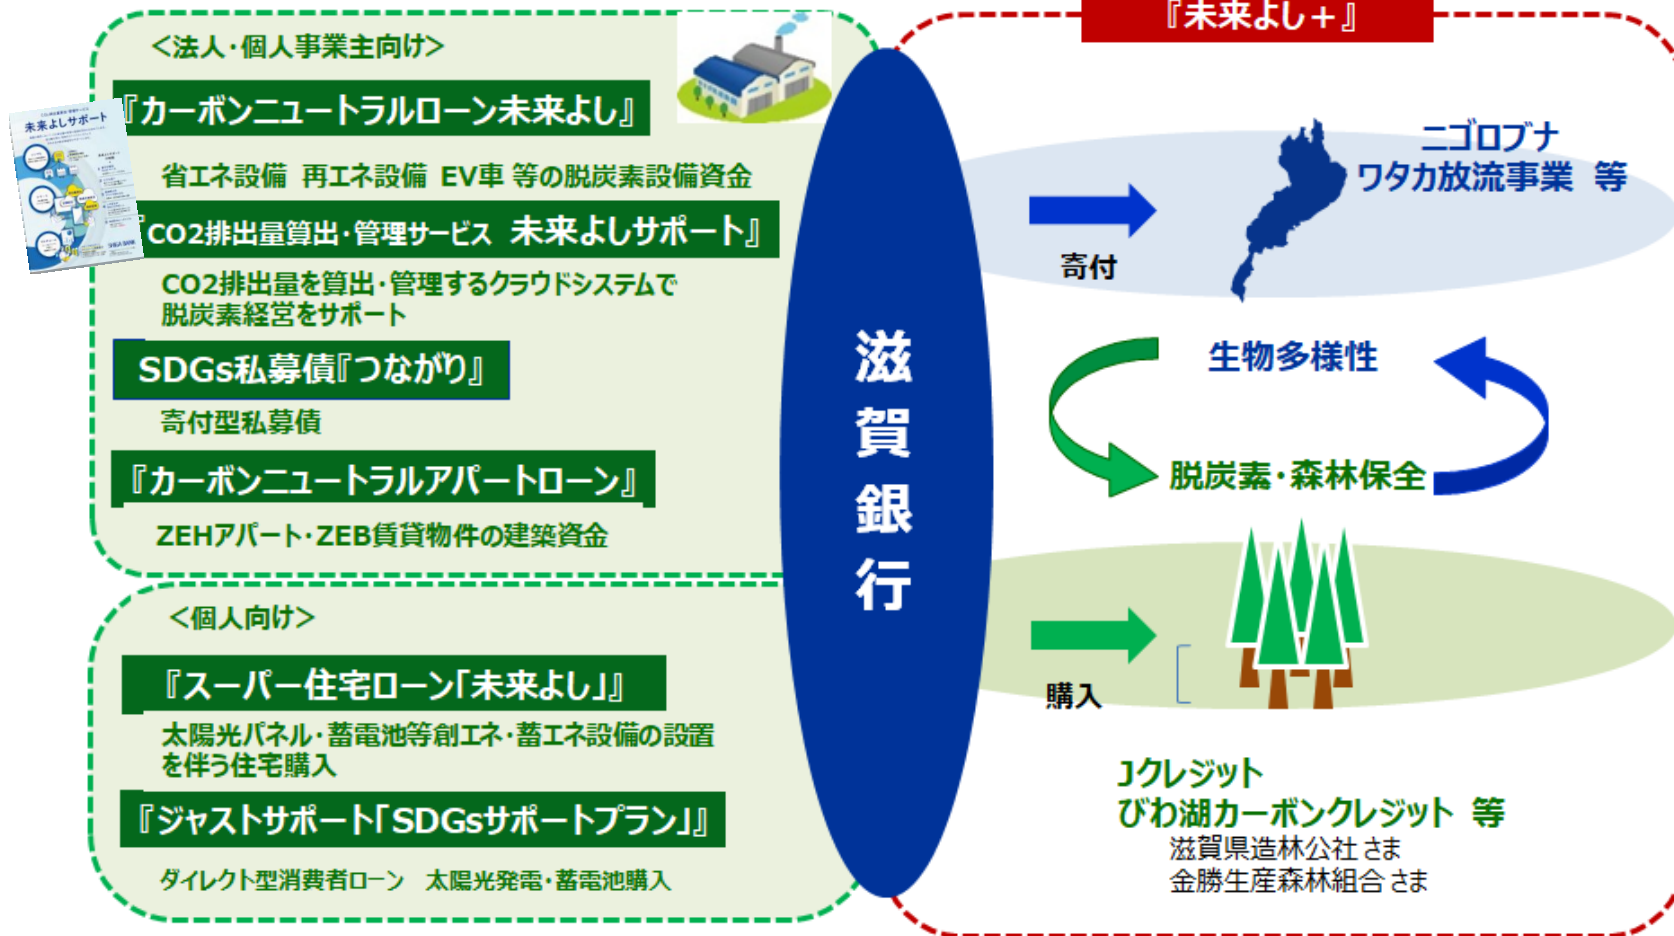 『未来よし+』
<法人・個人事業主向け>
『カーボンニュートラルローン未来よし』
未来よしサポート
省エネ設備 再エネ設備 EV車 等の脱炭素設備資金
『CO2排出量算出・管理サービス 未来よしサポート』
CO2排出量を算出・管理するクラウドシステムで
脱炭素経営をサポート
SDGs私募債『つながり』
寄付型私募債
『カーボンニュートラルアパートローン』
ZEHアパート・ZEB賃貸物件の建築資金
<個人向け>
『スーパー住宅ローン「未来よし」』
太陽光パネル・蓄電池等創エネ・蓄エネ設備の設置
を伴う住宅購入
『ジャストサポート「SDGsサポートプラン」』
ダイレクト型消費者ローン 太陽光発電・蓄電池購入
滋賀銀行
ニゴロブナ
ワタカ放流事業 等
寄付
生物多様性
脱炭素・森林保全
購入
Jクレジット
びわ湖カーボンクレジット 等
滋賀県造林公社さま
金勝生産森林組合さま